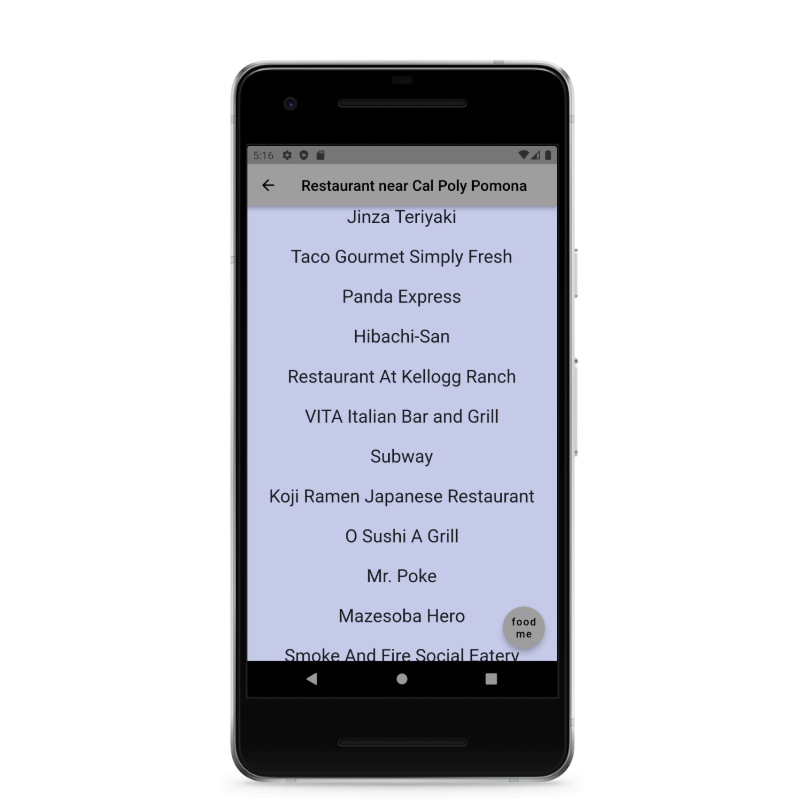 5:16
Restaurant near Cal Poly Pomona
Jinza Teriyaki
Taco Gourmet Simply Fresh
Panda Express
Hibachi-San
Restaurant At Kellogg Ranch
VITA Italian Bar and Grill
Subway
Koji Ramen Japanese Restaurant
O Sushi A Grill
Mr. Poke
Mazesoba Hero
food
me
Smoke And Fire Social Eatery